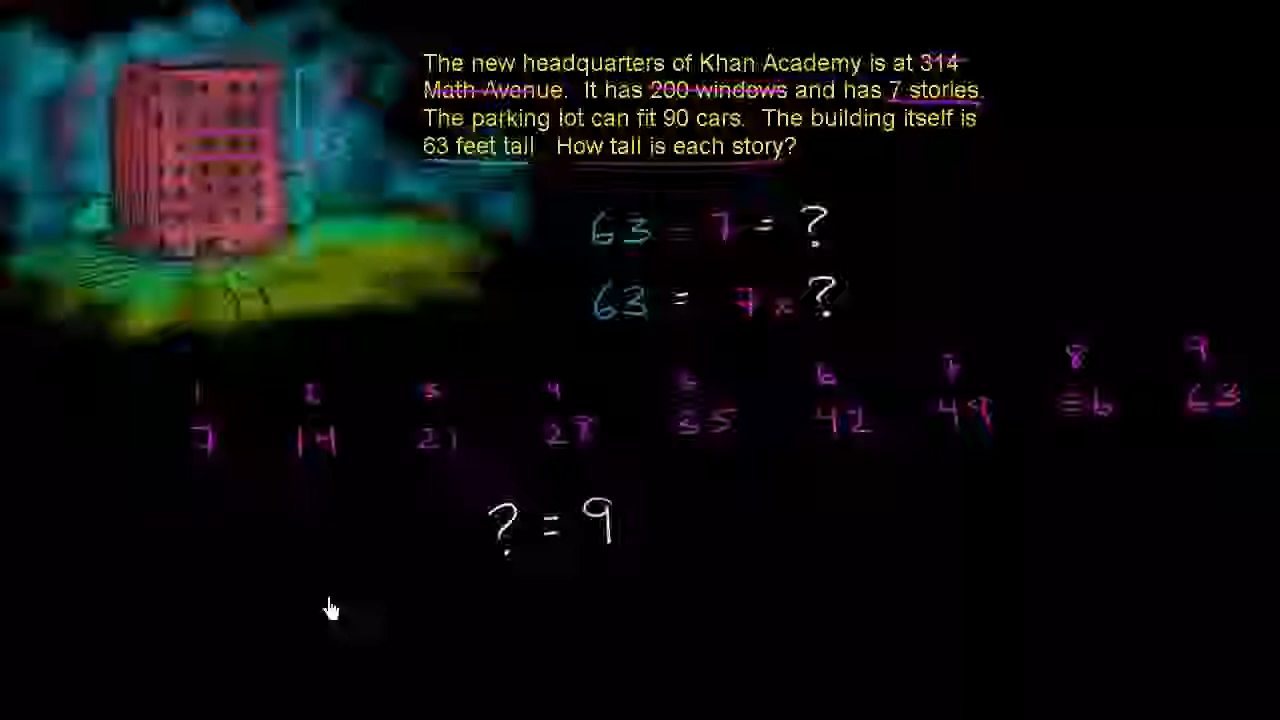 The new headquarters of Khan Academy is at 314
Math Avenue. It has 200 windows and has 7 stories.
The parking lot can fit 90 cars. The building itself is
63 feet tall How tall is each story?
63 ÷ 7 = ?
63 = 7 × ?
1 2 3 4 5 6 7 8 9
7 14 21 28 35 42 49 56 63
? = 9